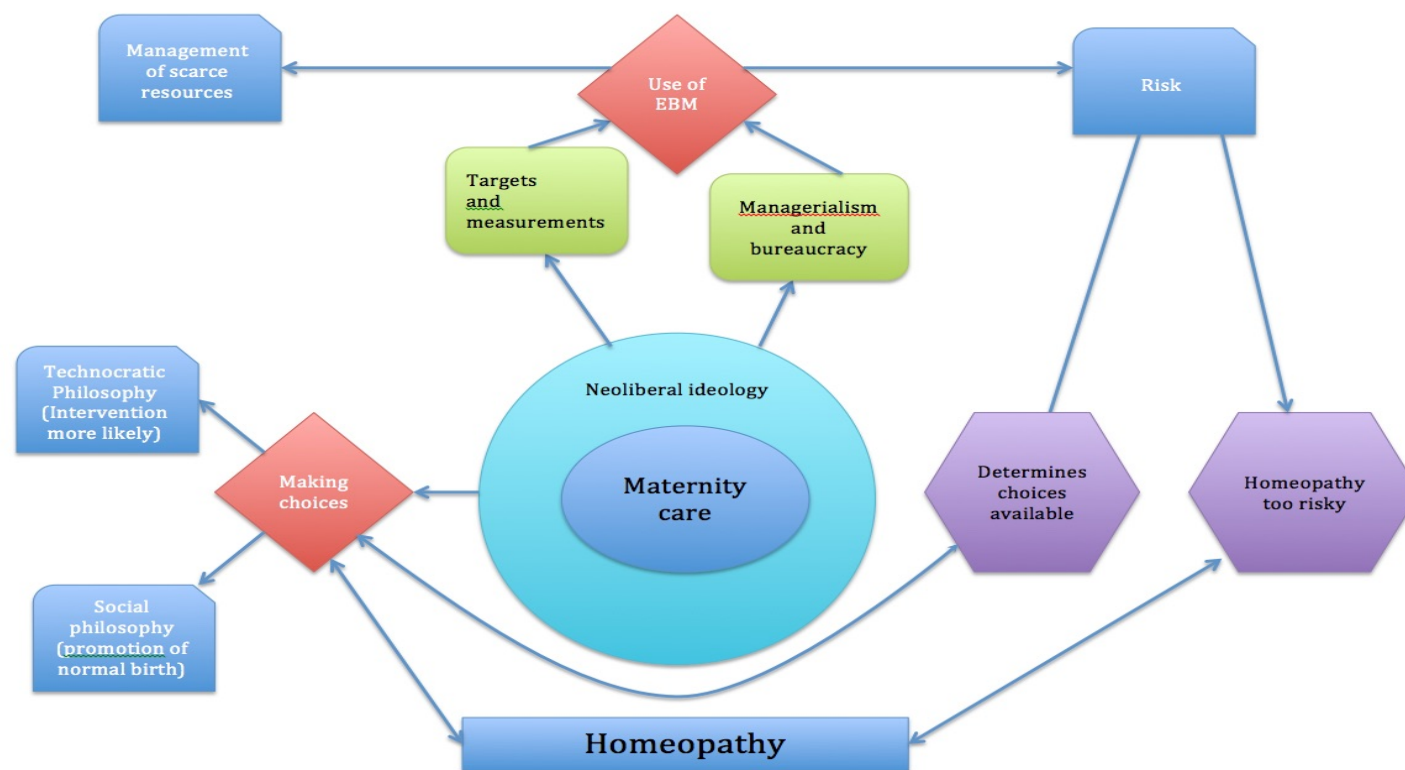 Management
of scarce
resources
Use of
EBM
Risk
Targets
and
measurements
Managerialism
and
bureaucracy
Technocratic
Philosophy
(Intervention
more likely)
Neoliberal ideology
Maternity
care
Making
choices
Determines
choices
available
Homeopathy
too risky
Social
philosophy
(promotion of
normal birth)
Homeopathy